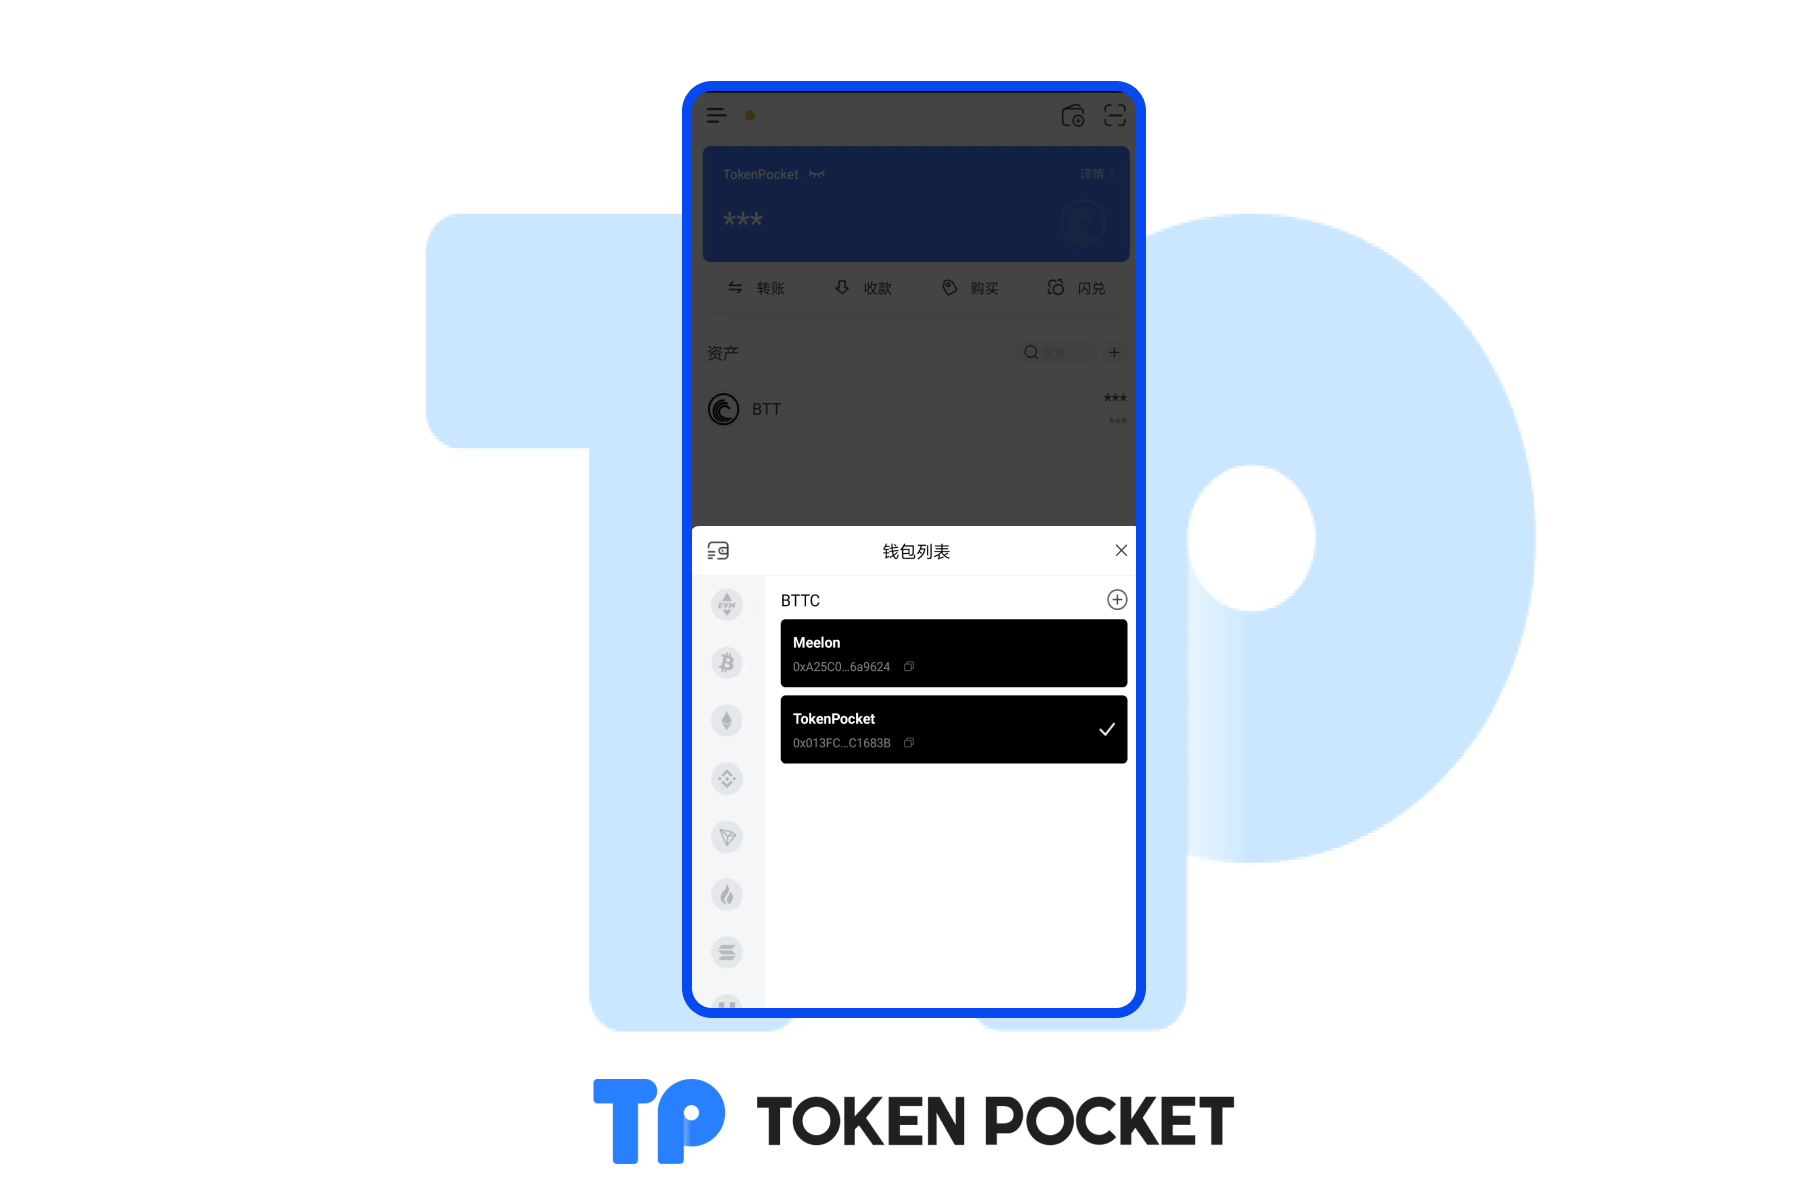 TokenPocket
详情
***
转账
收款
购买
闪兑
资产
搜索
BTT
***
***
钱包列表
EVM
BTTC
Meelon
0xA25C0...6a9624
TokenPocket
0x013FC...C1683B
TP TOKEN POCKET